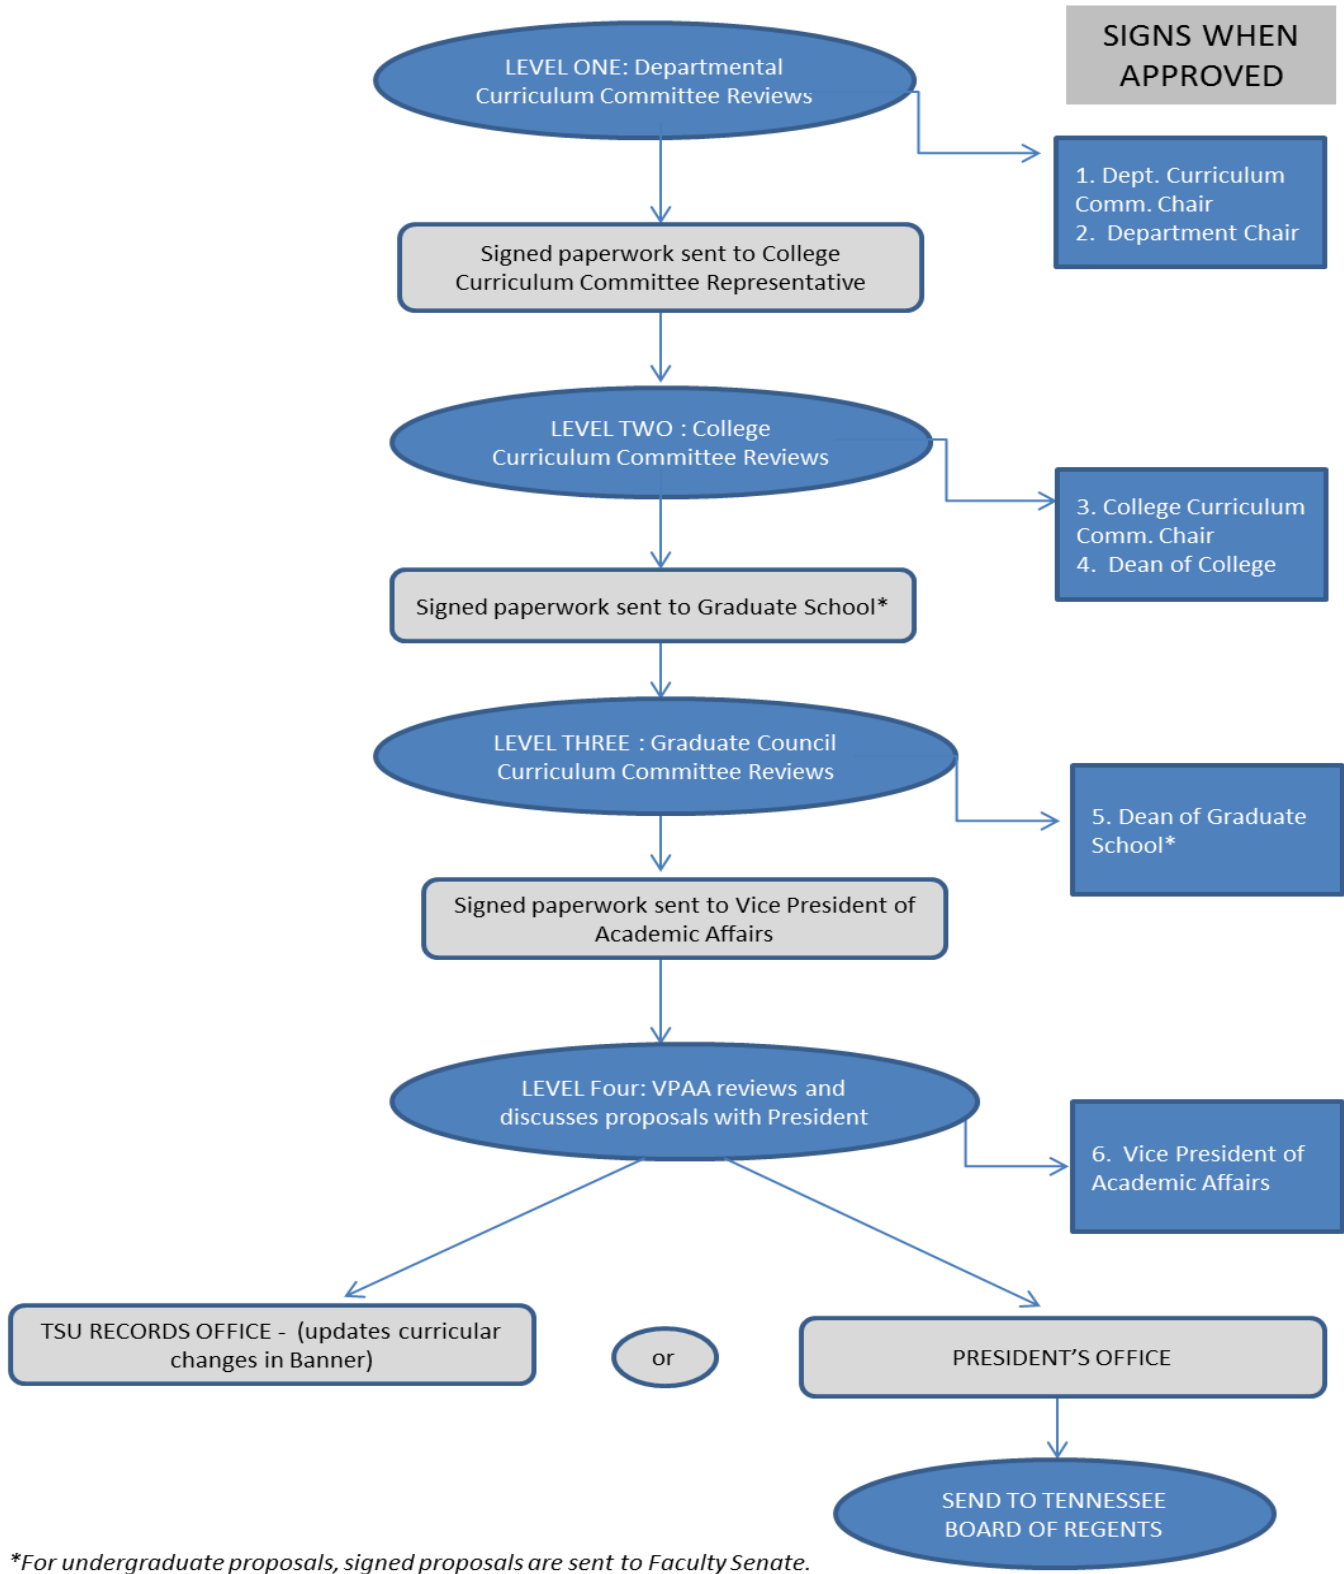 SIGNS WHEN
APPROVED
LEVEL ONE: Departmental
Curriculum Committee Reviews
1. Dept. Curriculum
Comm. Chair
2.  Department Chair
Signed paperwork sent to College
Curriculum Committee Representative
LEVEL TWO : College
Curriculum Committee Reviews
3. College Curriculum
Comm. Chair
4.  Dean of College
Signed paperwork sent to Graduate School*
LEVEL THREE : Graduate Council
Curriculum Committee Reviews
5. Dean of Graduate
School*
Signed paperwork sent to Vice President of
Academic Affairs
LEVEL Four: VPAA reviews and
discusses proposals with President
6.  Vice President of
Academic Affairs
TSU RECORDS OFFICE -  (updates curricular
changes in Banner)
or
PRESIDENT’S OFFICE
SEND TO TENNESSEE
BOARD OF REGENTS
*For undergraduate proposals, signed proposals are sent to Faculty Senate.